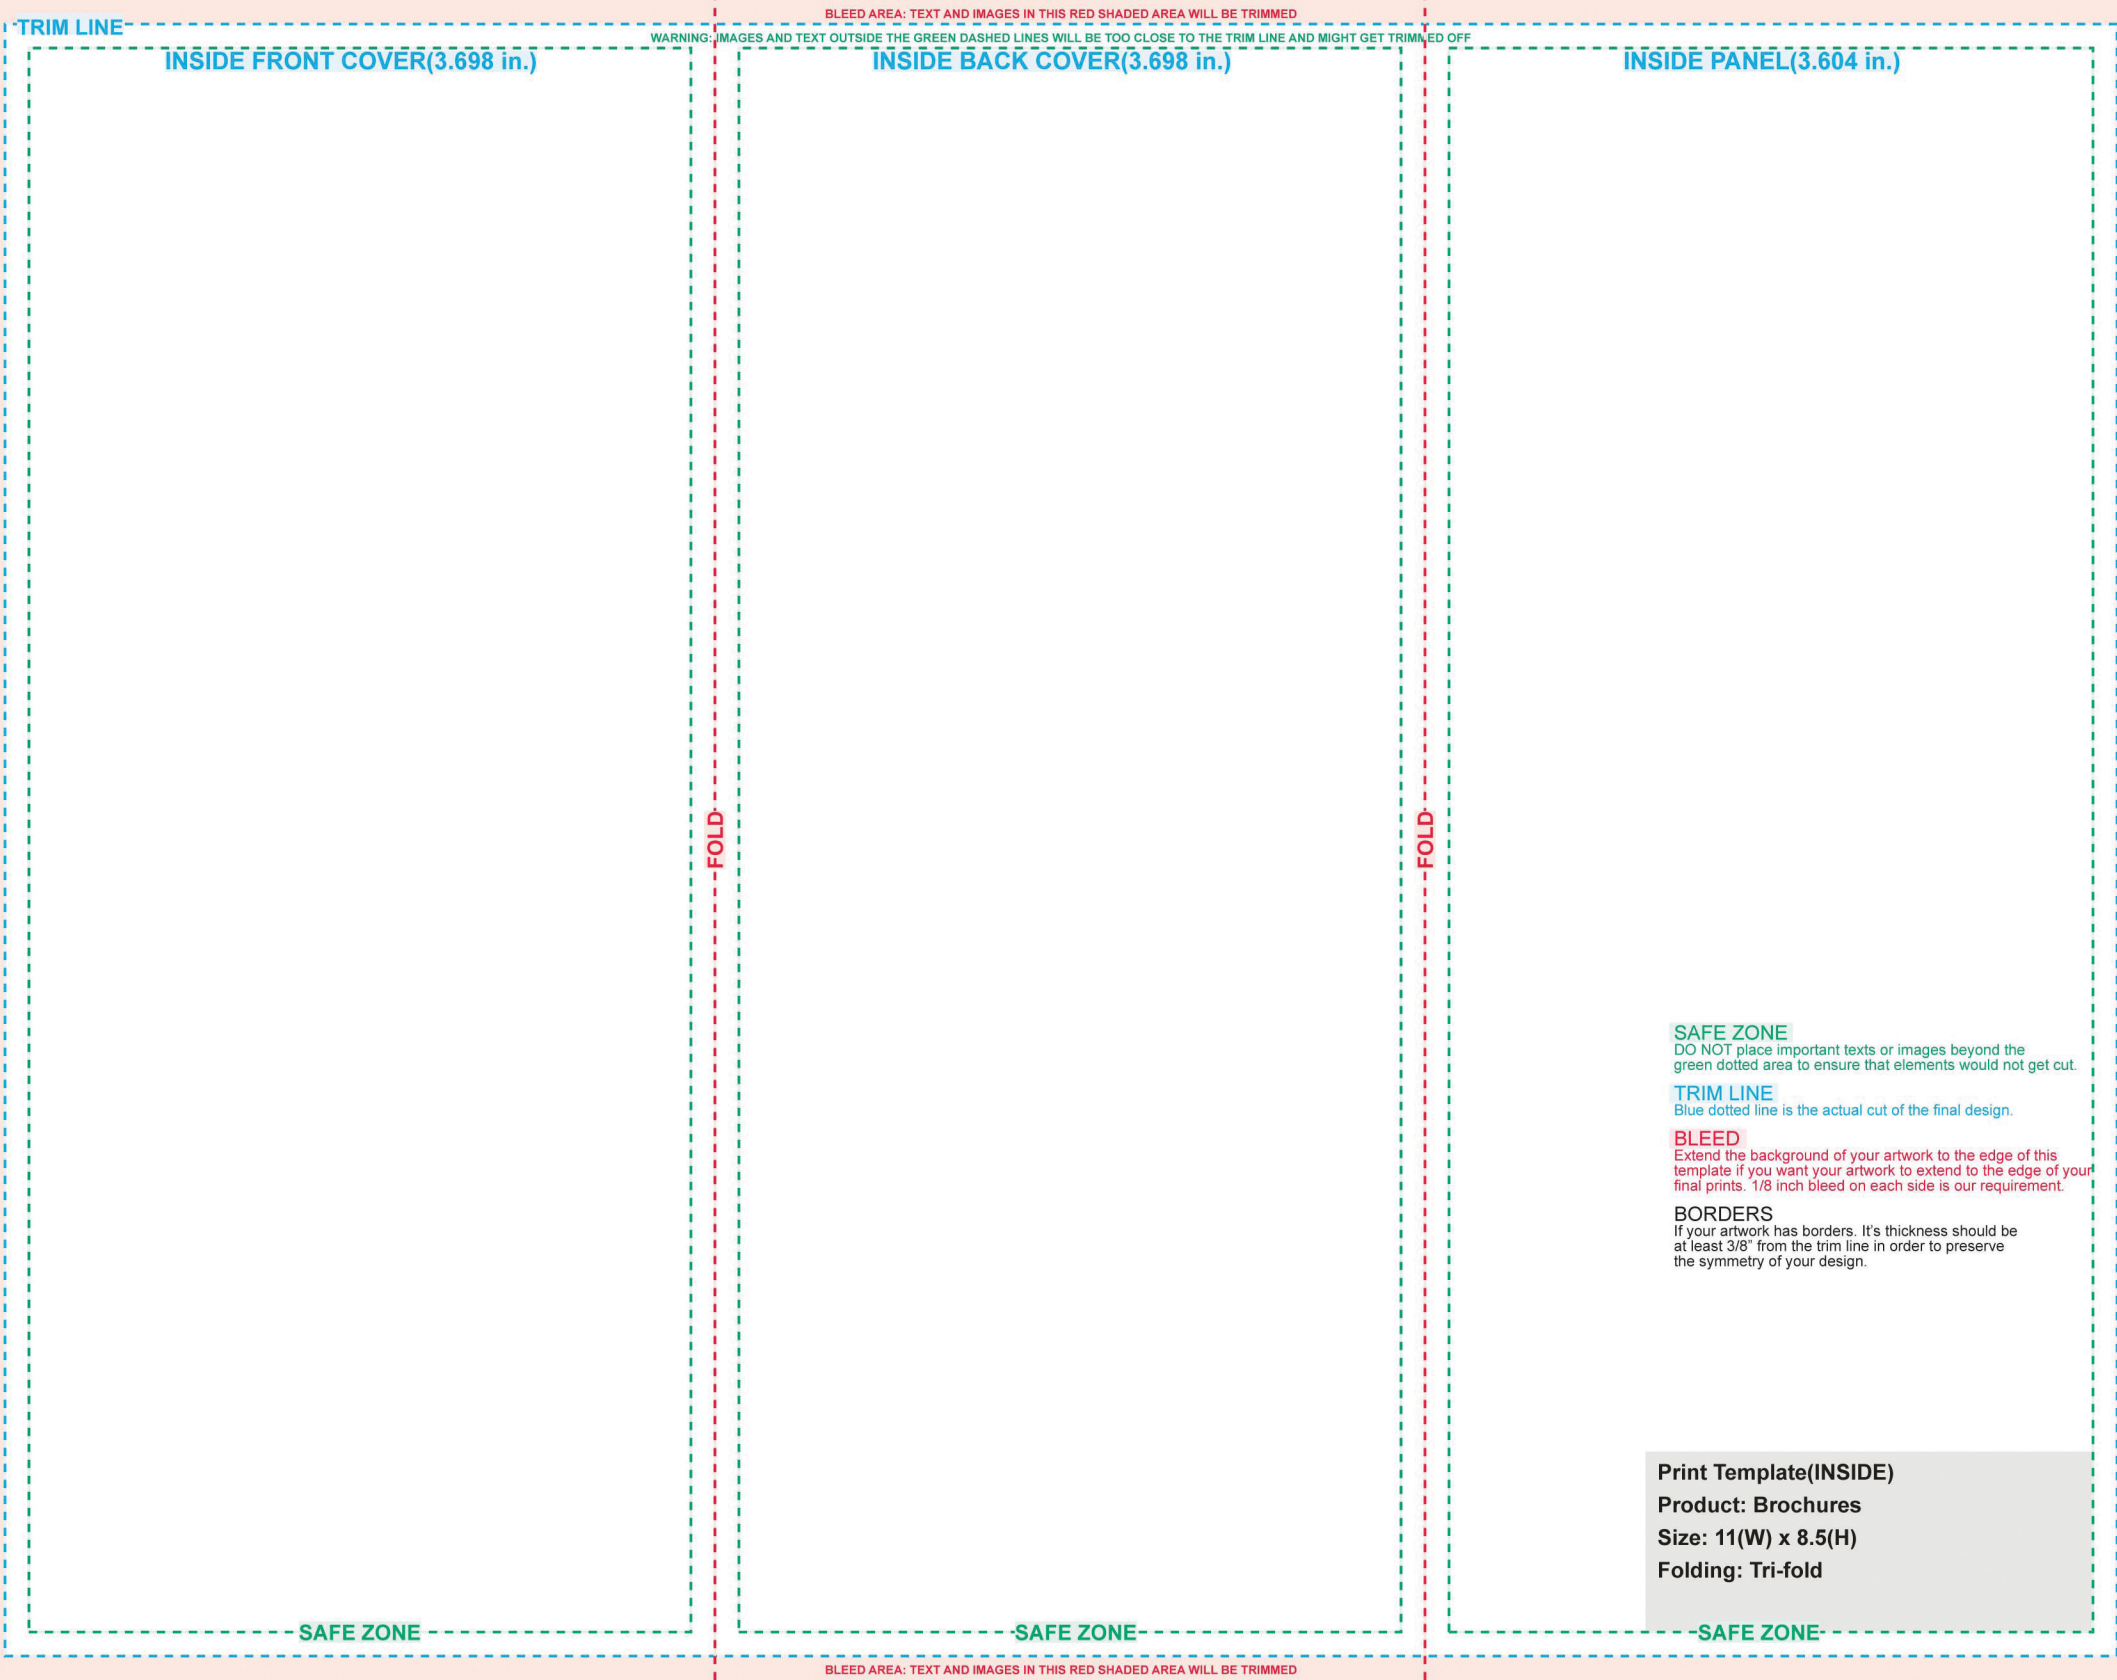 BLEED AREA: TEXT AND IMAGES IN THIS RED SHADED AREA WILL BE TRIMMED
TRIM LINE
WARNING: IMAGES AND TEXT OUTSIDE THE GREEN DASHED LINES WILL BE TOO CLOSE TO THE TRIM LINE AND MIGHT GET TRIMMED OFF
INSIDE FRONT COVER(3.698 in.)
INSIDE BACK COVER(3.698 in.)
INSIDE PANEL(3.604 in.)
FOLD
FOLD
SAFE ZONE
DO NOT place important texts or images beyond the
green dotted area to ensure that elements would not get cut.
TRIM LINE
Blue dotted line is the actual cut of the final design.
BLEED
Extend the background of your artwork to the edge of this
template if you want your artwork to extend to the edge of your
final prints. 1/8 inch bleed on each side is our requirement.
BORDERS
If your artwork has borders. It’s thickness should be
at least 3/8” from the trim line in order to preserve
the symmetry of your design.
Print Template(INSIDE)
Product: Brochures
Size: 11(W) x 8.5(H)
Folding: Tri-fold
SAFE ZONE
SAFE ZONE
SAFE ZONE
BLEED AREA: TEXT AND IMAGES IN THIS RED SHADED AREA WILL BE TRIMMED